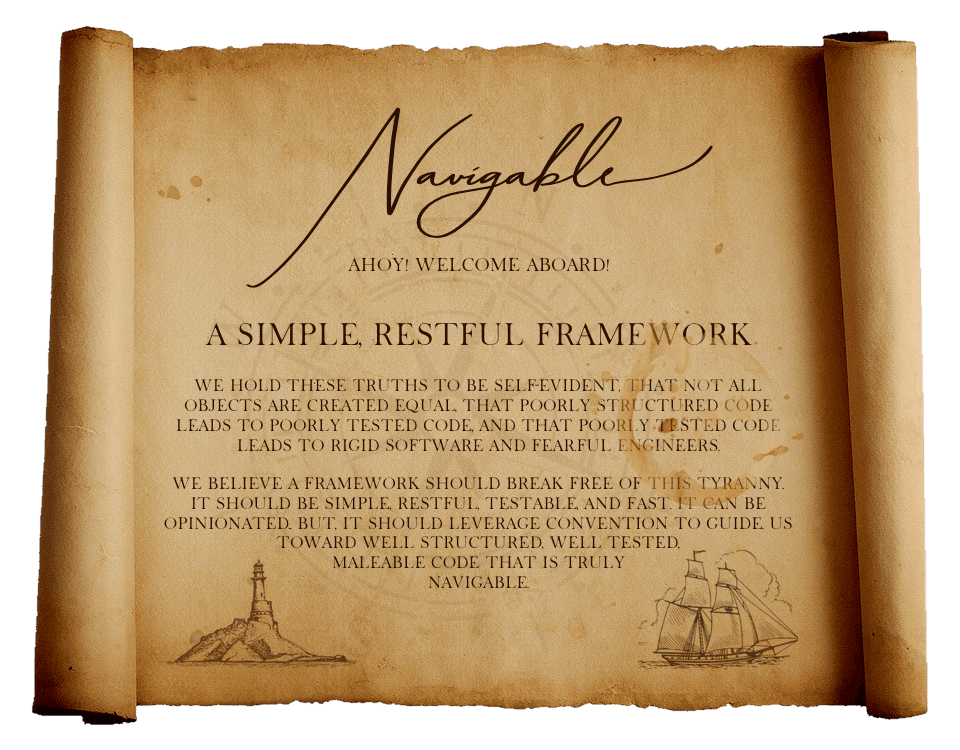 Navigable
AHOY! WELCOME ABOARD!
A SIMPLE, RESTFUL FRAMEWORK.
WE HOLD THESE TRUTHS TO BE SELF-EVIDENT, THAT NOT ALL
OBJECTS ARE CREATED EQUAL, THAT POORLY STRUCTURED CODE
LEADS TO POORLY TESTED CODE, AND THAT POORLY-TESTED CODE
LEADS TO RIGID SOFTWARE AND FEARFUL ENGINEERS.
WE BELIEVE A FRAMEWORK SHOULD BREAK FREE OF THIS TYRANNY.
IT SHOULD BE SIMPLE, RESTFUL, TESTABLE, AND FAST. IT CAN BE
OPINIONATED. BUT, IT SHOULD LEVERAGE CONVENTION TO GUIDE US
TOWARD WELL STRUCTURED, WELL TESTED,
MALEABLE CODE THAT IS TRULY
NAVIGABLE.